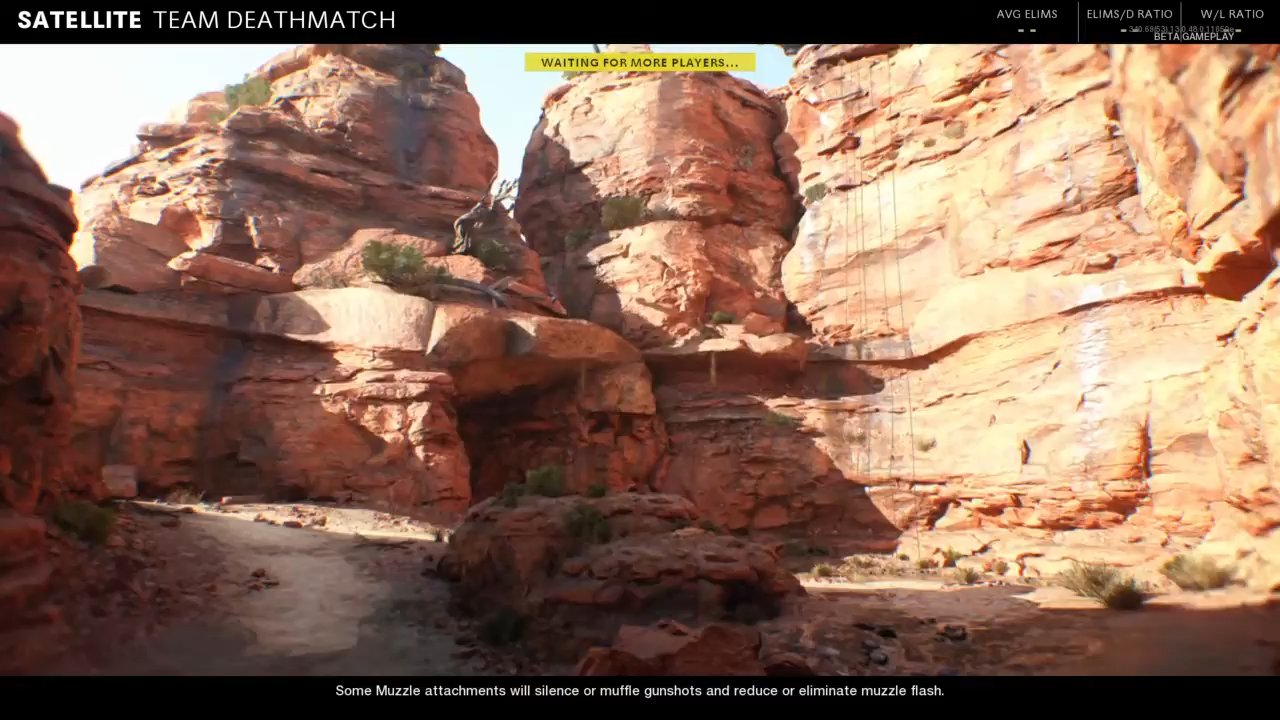 SATELLITE TEAM DEATHMATCH
AVG ELIMS
ELIMS/D RATIO
W/L RATIO
-- -- --
BETA GAMEPLAY
WAITING FOR MORE PLAYERS...
Some Muzzle attachments will silence or muffle gunshots and reduce or eliminate muzzle flash.